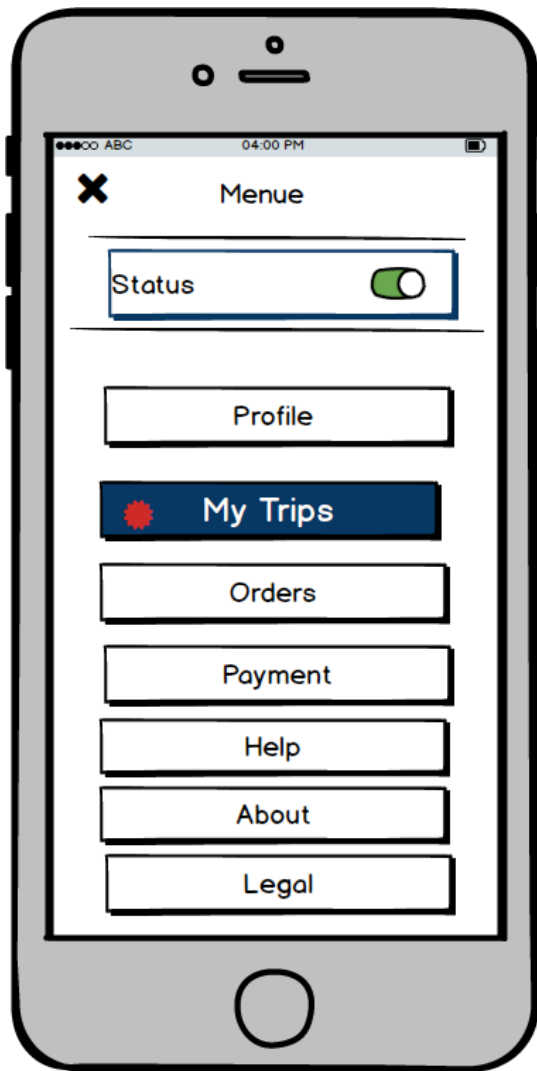 ABC 04:00 PM
Menue
Status
Profile
My Trips
Orders
Payment
Help
About
Legal